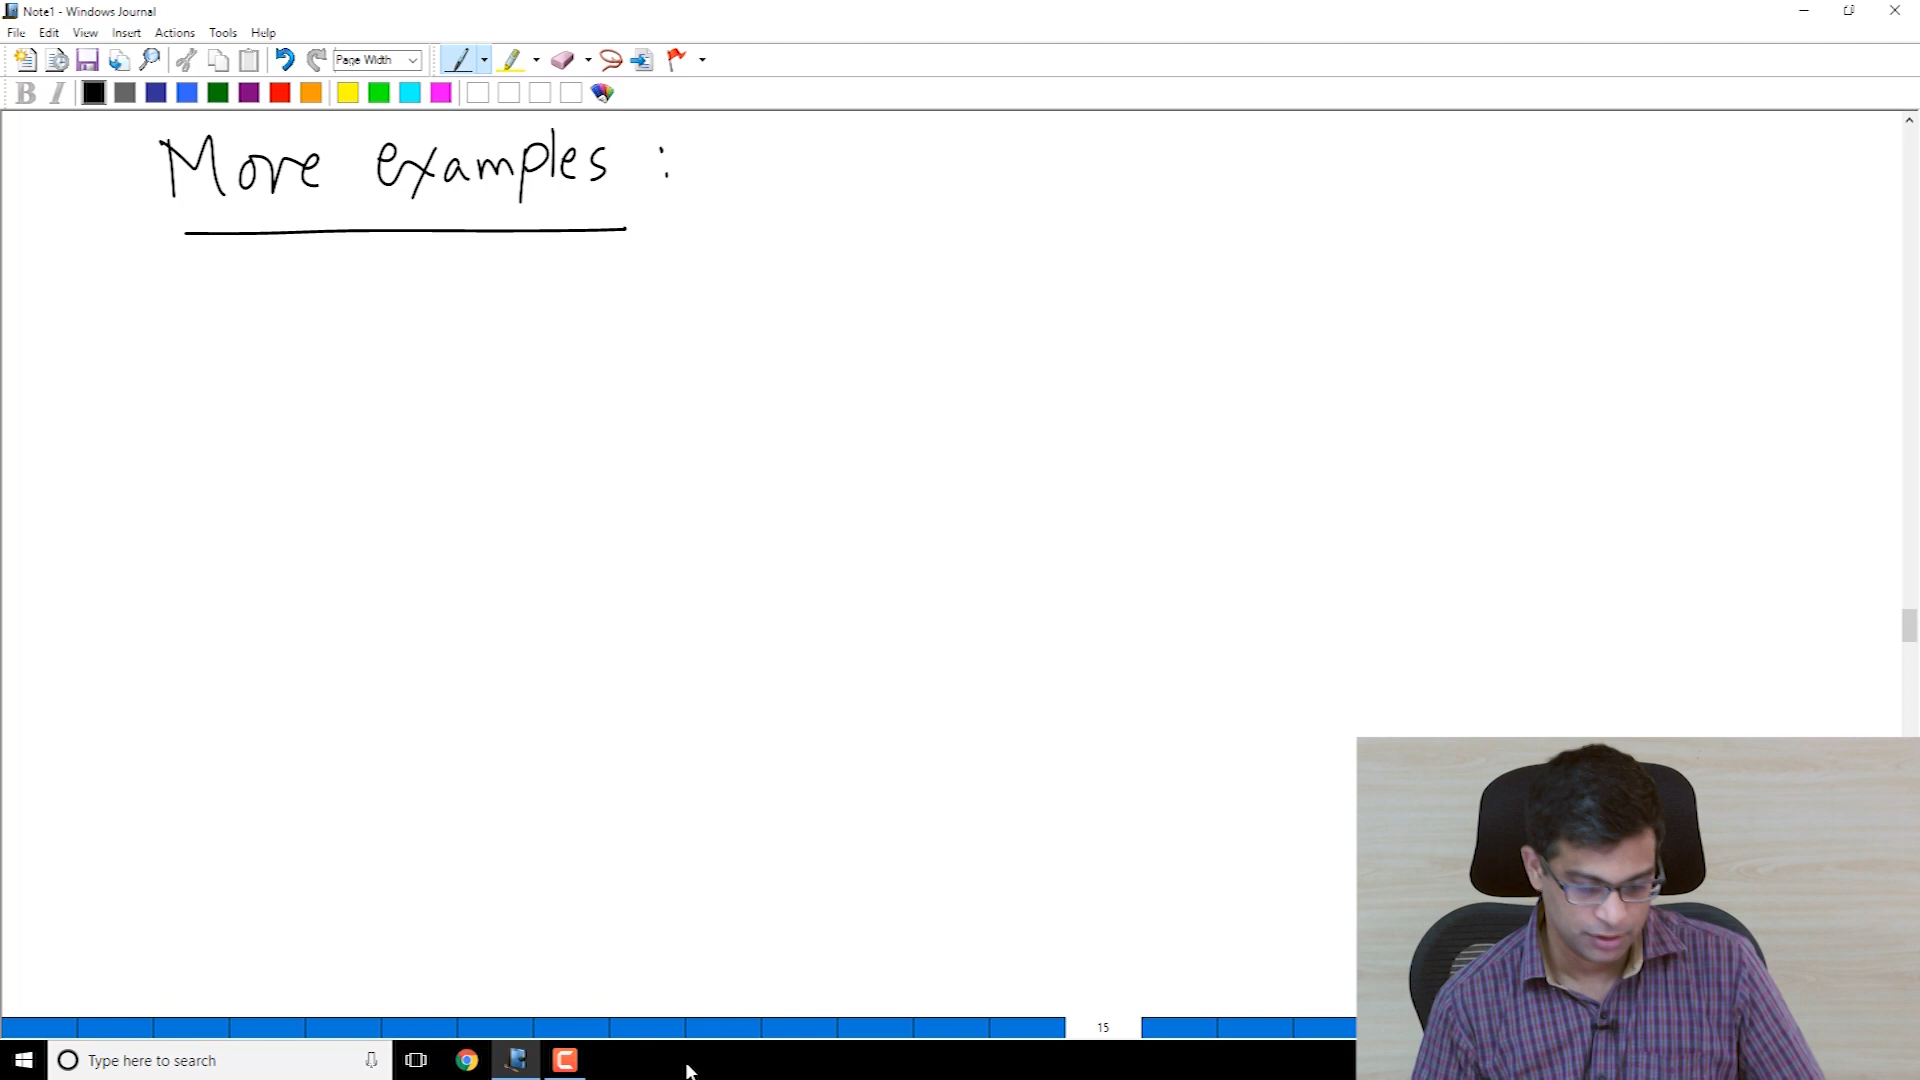 Note1 - Windows Journal
File Edit View Insert Actions Tools Help
Page Width
B I
More examples :
15
Type here to search